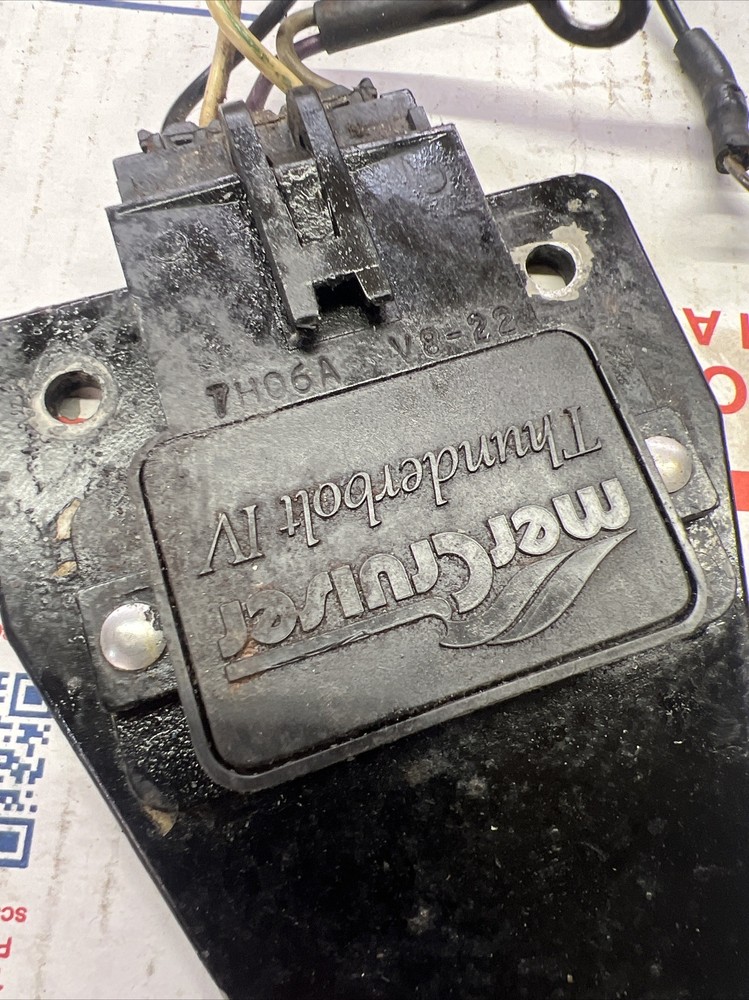 7H06A V8-22
MerCruiser
Thunderbolt IV